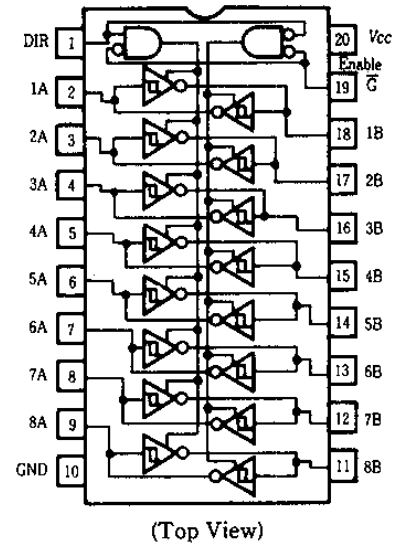 DIR 1 20 Vcc
1A 2 Enable 19 G
2A 3 18 1B
3A 4 17 2B
4A 5 16 3B
5A 6 15 4B
6A 7 14 5B
7A 8 13 6B
8A 9 12 7B
GND 10 11 8B
(Top View)